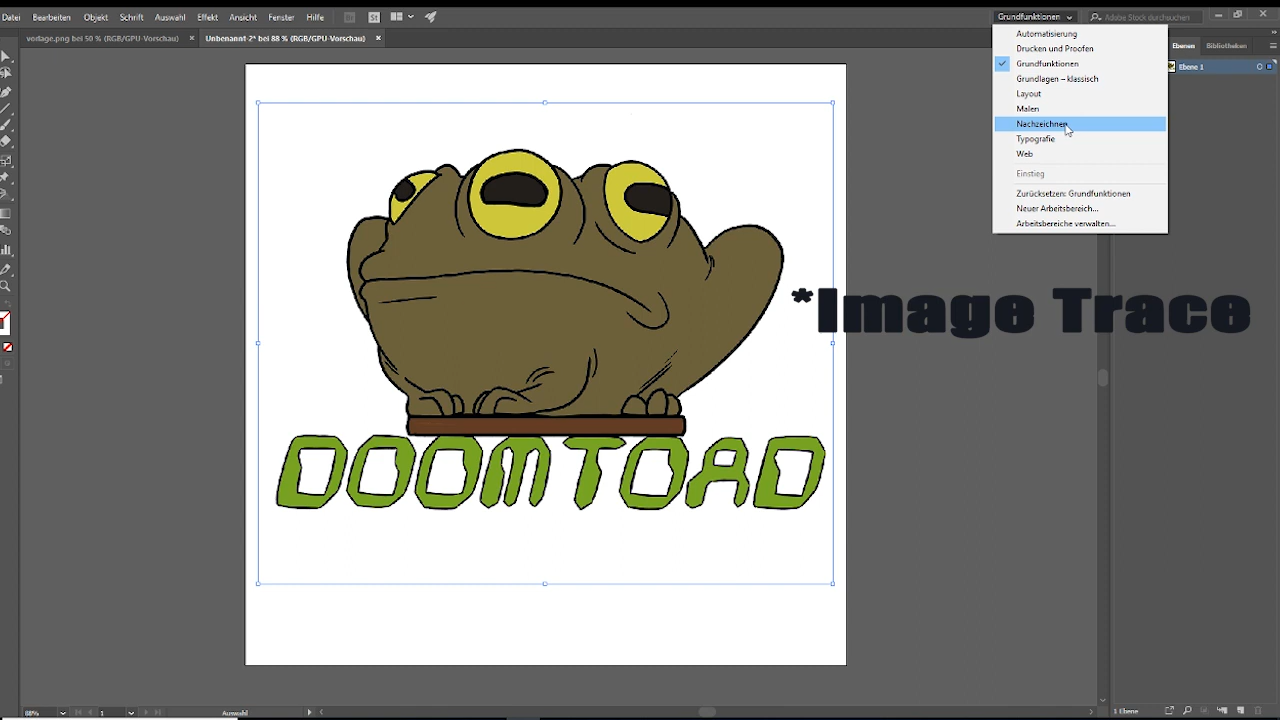 Datei Bearbeiten Objekt Schrift Auswahl Effekt Ansicht Fenster Hilfe Br St Grundfunktionen Adobe Stock durchsuchen
vorlage.png bei 50 % (RGB/GPU-Vorschau) × Unbenannt-2* bei 88 % (RGB/GPU-Vorschau) ×
Ebenen Bibliotheken
Ebene 1
Automatisierung
Drucken und Proofen
Grundfunktionen
Grundlagen – klassisch
Layout
Malen
Nachzeichnen
Typografie
Web
Einstieg
Zurücksetzen: Grundfunktionen
Neuer Arbeitsbereich...
Arbeitsbereiche verwalten...
*Image Trace
DOOMTOAD
88% 1 Auswahl 1 Ebene